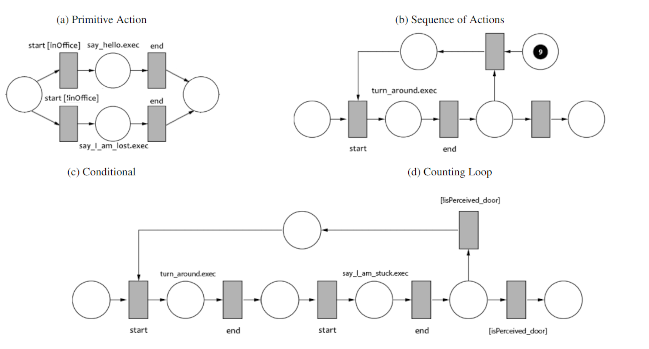 (a) Primitive Action
(b) Sequence of Actions
start [inOffice] say_hello.exec end
start [!inOffice] end
say_I_am_lost.exec
9
turn_around.exec
start end
(c) Conditional
(d) Counting Loop
[!isPerceived_door]
turn_around.exec say_I_am_stuck.exec
start end start end [isPerceived_door]